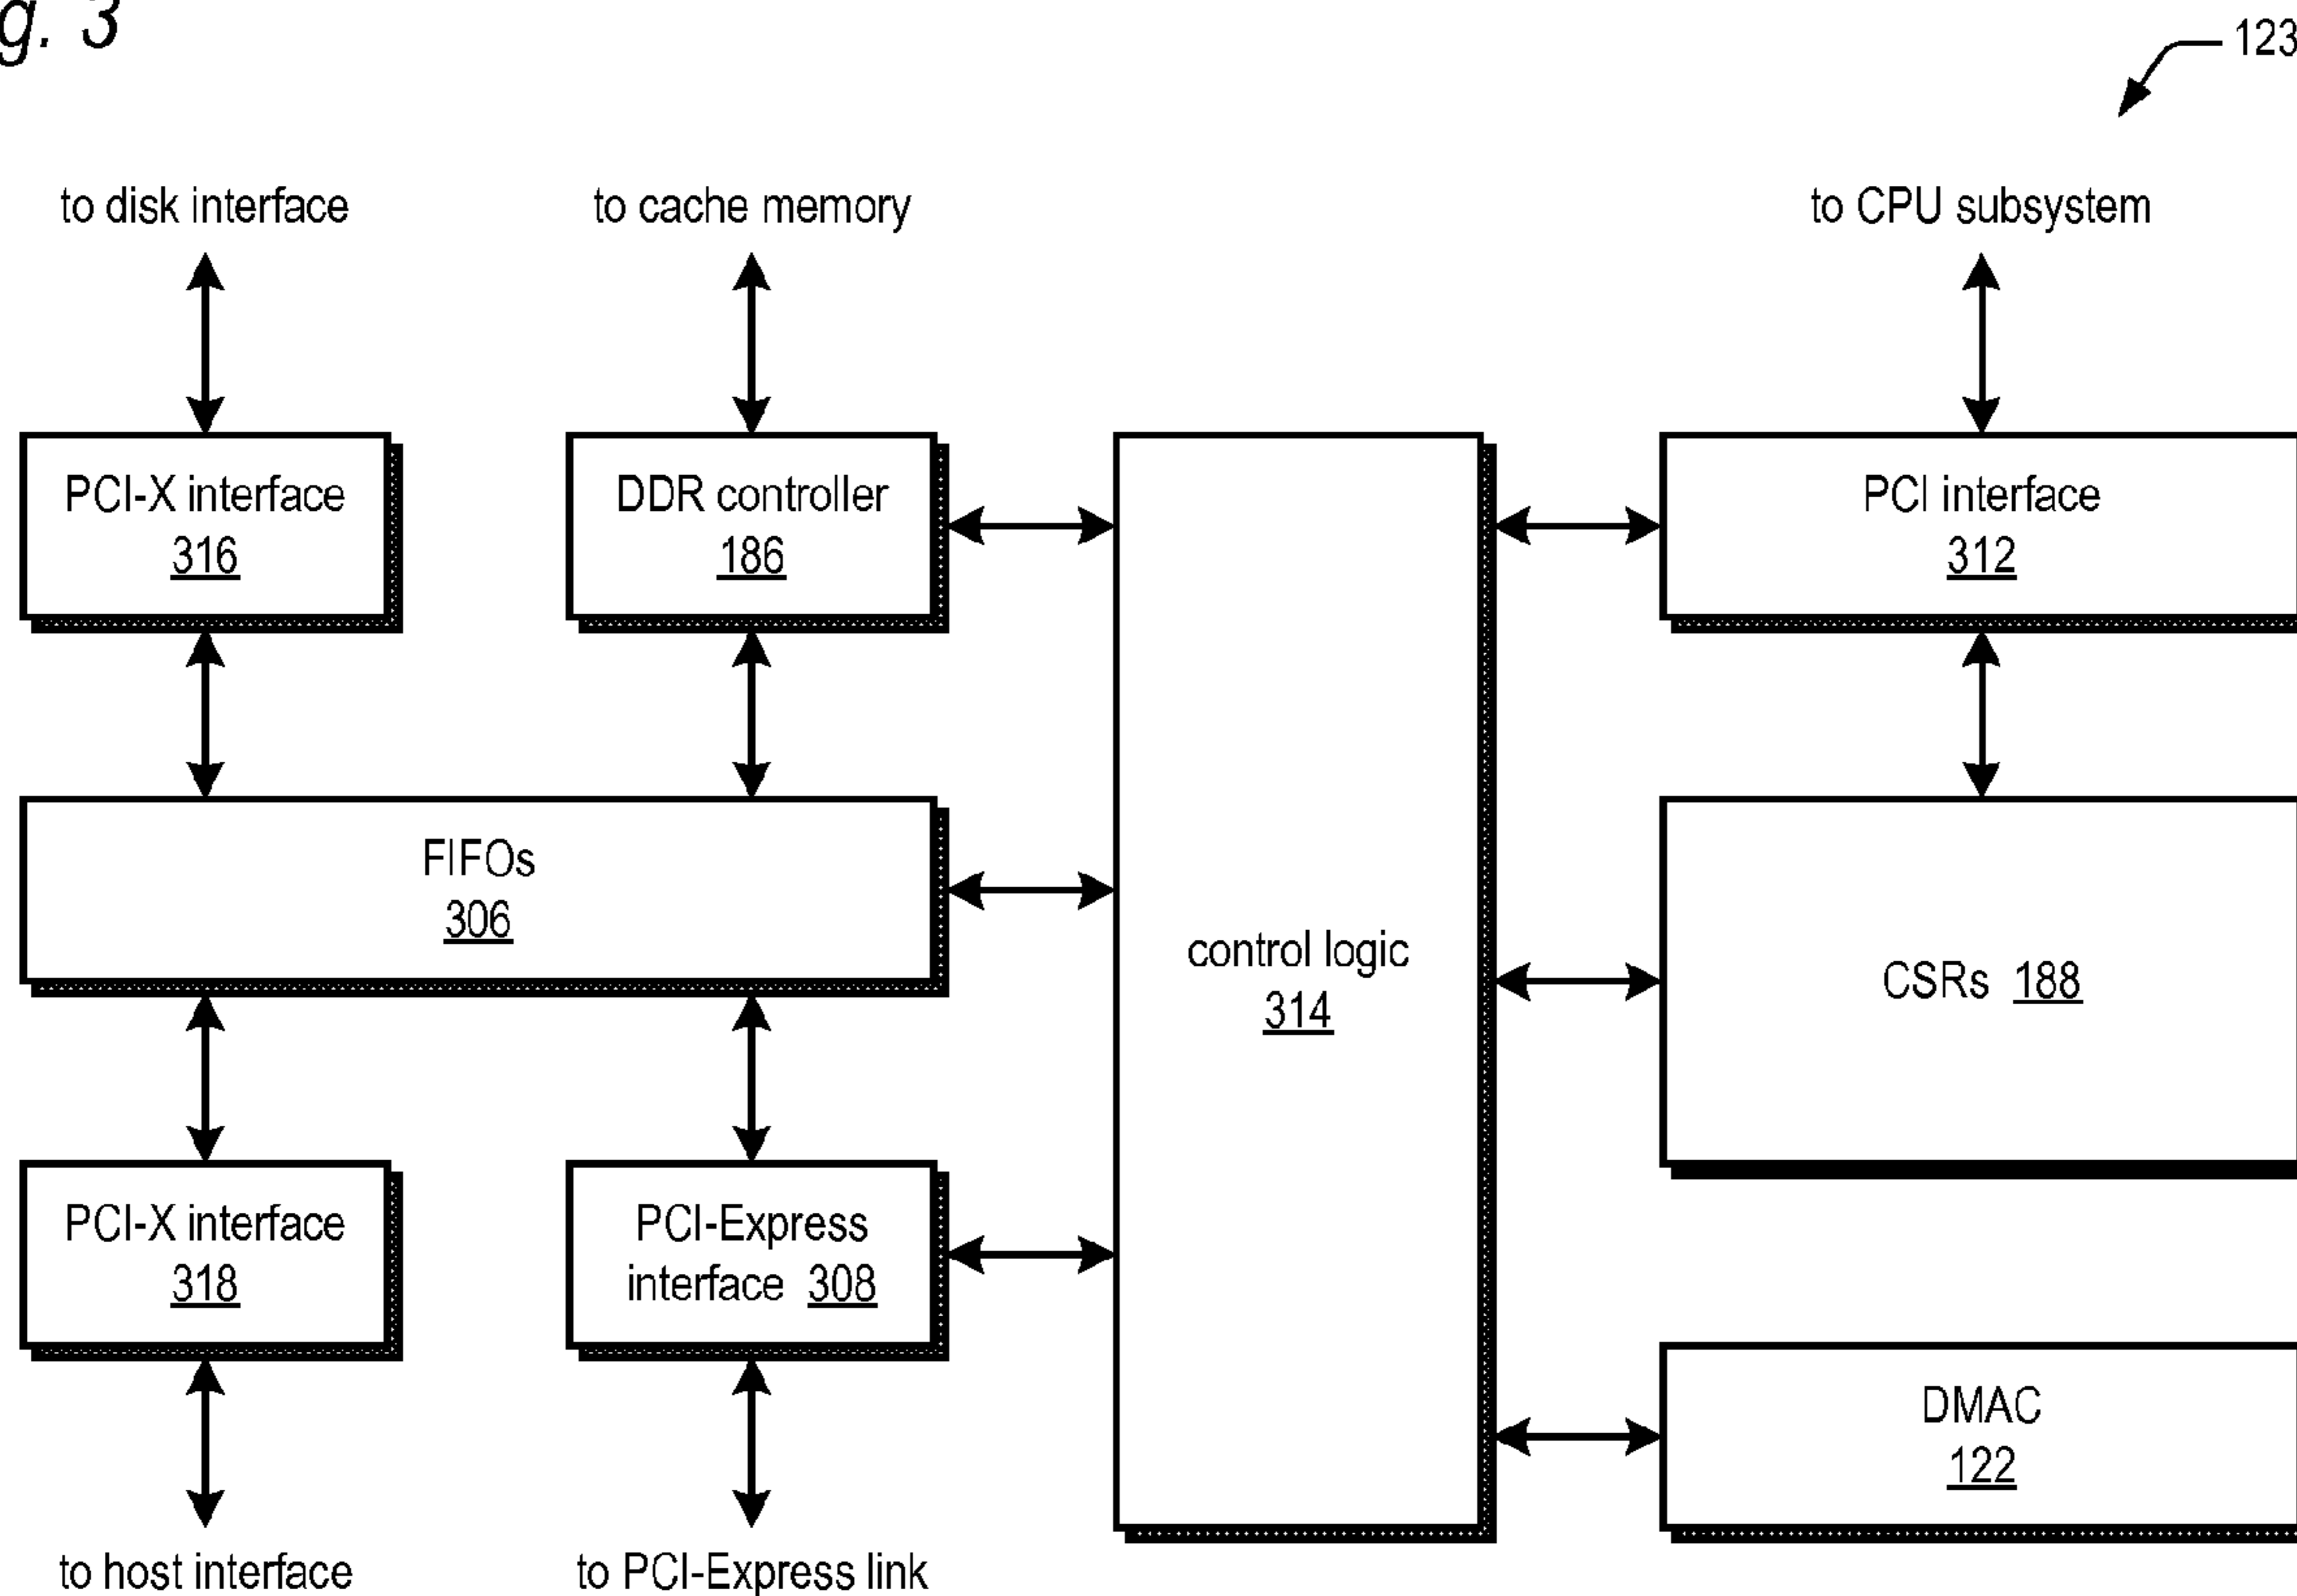 g. 3
123
to disk interface
to cache memory
to CPU subsystem
PCI-X interface
316
DDR controller
186
PCI interface
312
FIFOs
306
control logic
314
CSRs 188
PCI-X interface
318
PCI-Express
interface 308
DMAC
122
to host interface
to PCI-Express link